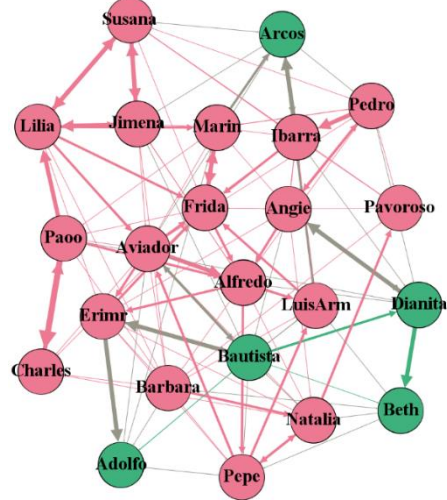 Susana
Arcos
Pedro
Lilia
Jimena
Marin
Ibarra
Frida
Angie
Pavoroso
Paoo
Aviador
Alfredo
LuisArm
Dianita
Erimr
Bautista
Charles
Barbara
Natalia
Beth
Adolfo
Pepe